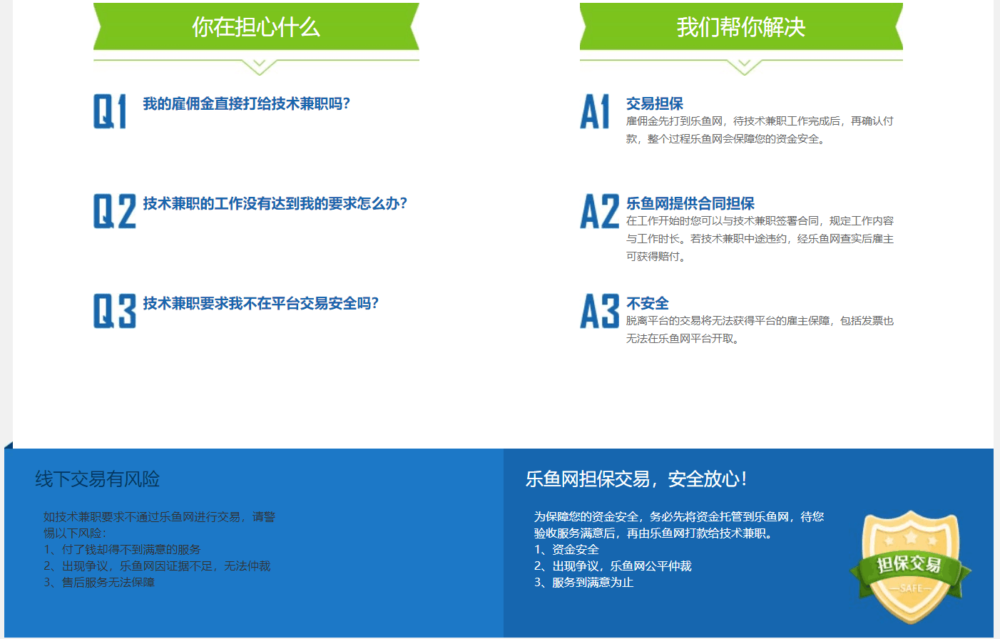 你在担心什么
我们帮你解决
Q1
我的雇佣金直接打给技术兼职吗？
A1
交易担保
雇佣金先打到乐鱼网，待技术兼职工作完成后，再确认付
款，整个过程乐鱼网会保障您的资金安全。
Q2
技术兼职的工作没有达到我的要求怎么办？
A2
乐鱼网提供合同担保
在工作开始时您可以与技术兼职签署合同，规定工作内容
与工作时长。若技术兼职中途违约，经乐鱼网查实后雇主
可获得赔付。
Q3
技术兼职要求我不在平台交易安全吗？
A3
不安全
脱离平台的交易将无法获得平台的雇主保障，包括发票也
无法在乐鱼网平台开取。
线下交易有风险
如技术兼职要求不通过乐鱼网进行交易，请警
惕以下风险：
1、付了钱却得不到满意的服务
2、出现争议，乐鱼网因证据不足，无法仲裁
3、售后服务无法保障
乐鱼网担保交易，安全放心！
为保障您的资金安全，务必先将资金托管到乐鱼网，待您
验收服务满意后，再由乐鱼网打款给技术兼职。
1、资金安全
2、出现争议，乐鱼网公平仲裁
3、服务到满意为止
担保交易
—SAFE—